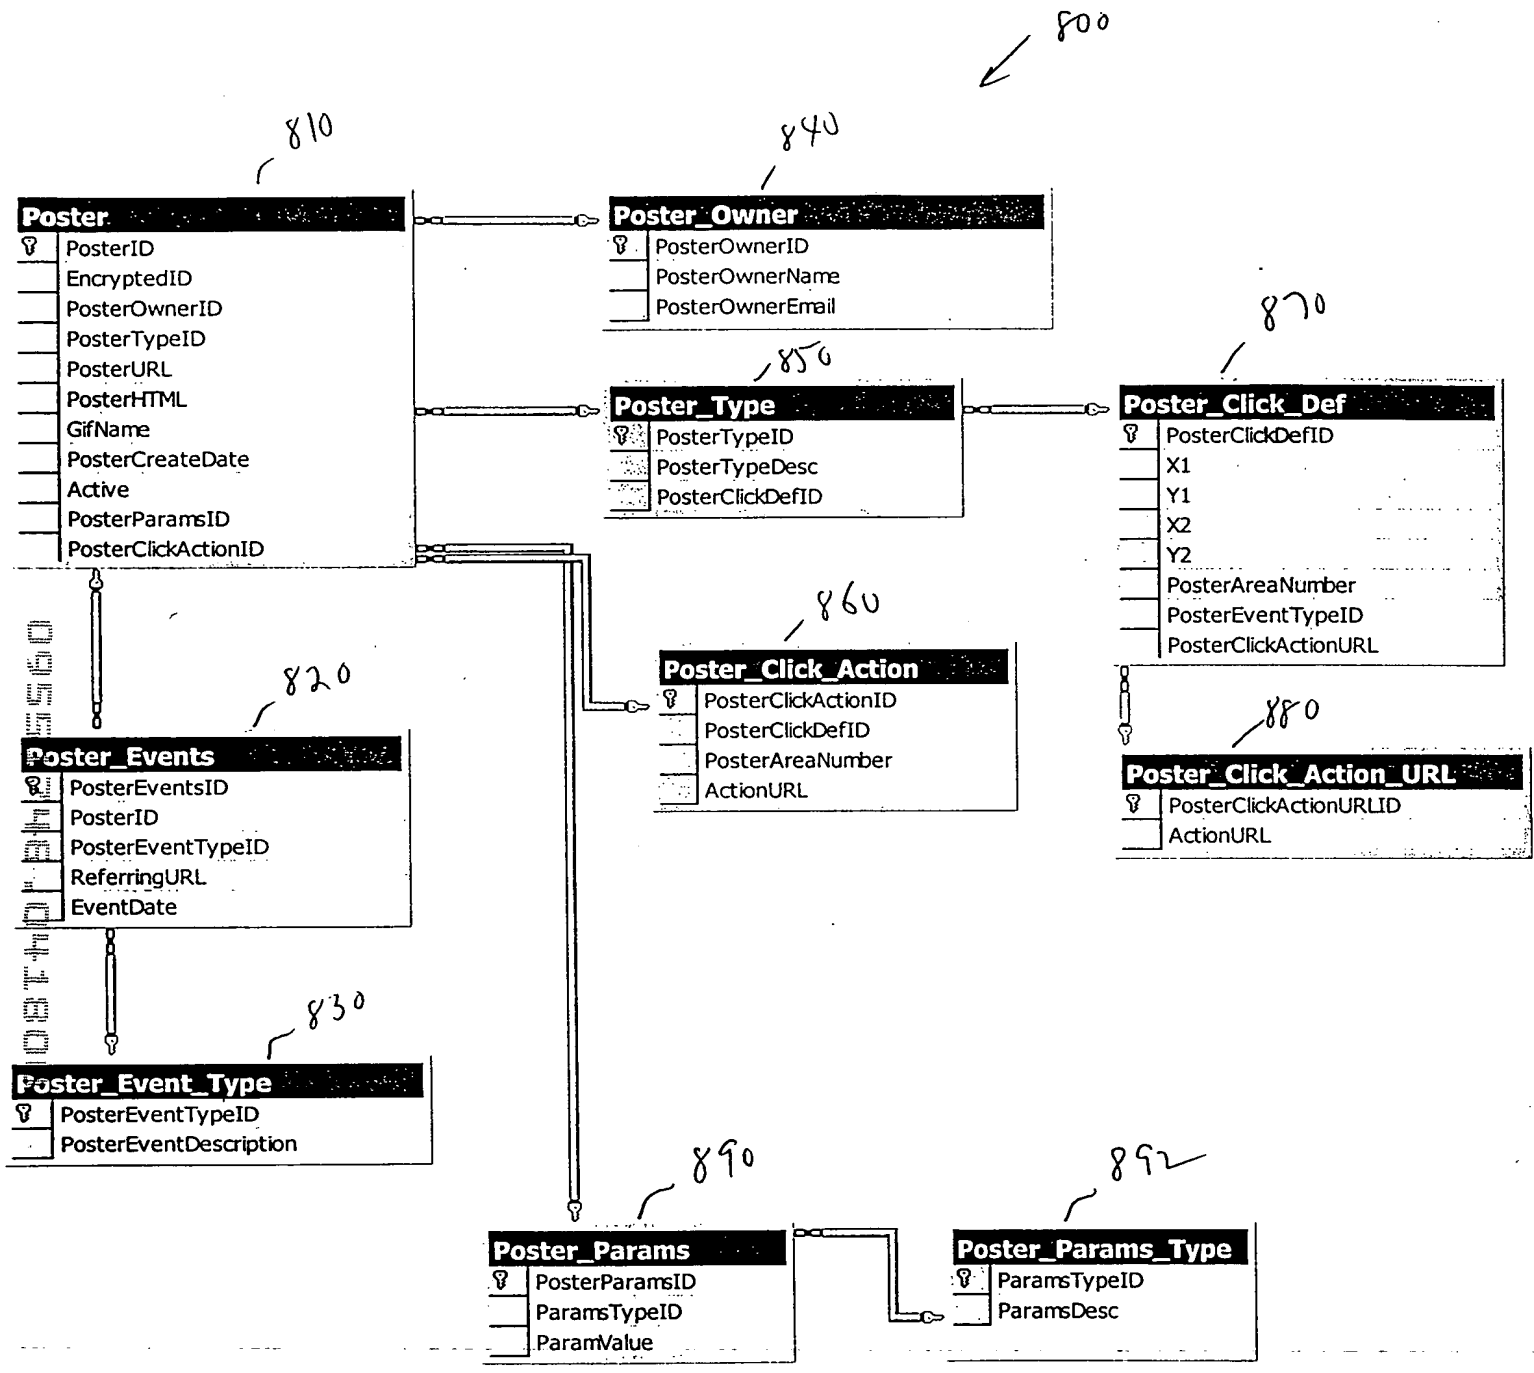 800
810
Poster
PosterID
EncryptedID
PosterOwnerID
PosterTypeID
PosterURL
PosterHTML
GifName
PosterCreateDate
Active
PosterParamsID
PosterClickActionID
840
Poster_Owner
PosterOwnerID
PosterOwnerName
PosterOwnerEmail
850
Poster_Type
PosterTypeID
PosterTypeDesc
PosterClickDefID
870
Poster_Click_Def
PosterClickDefID
X1
Y1
X2
Y2
PosterAreaNumber
PosterEventTypeID
PosterClickActionURL
860
Poster_Click_Action
PosterClickActionID
PosterClickDefID
PosterAreaNumber
ActionURL
880
Poster_Click_Action_URL
PosterClickActionURLID
ActionURL
820
Poster_Events
PosterEventsID
PosterID
PosterEventTypeID
ReferringURL
EventDate
830
Poster_Event_Type
PosterEventTypeID
PosterEventDescription
890
Poster_Params
PosterParamsID
ParamsTypeID
ParamValue
892
Poster_Params_Type
ParamsTypeID
ParamsDesc